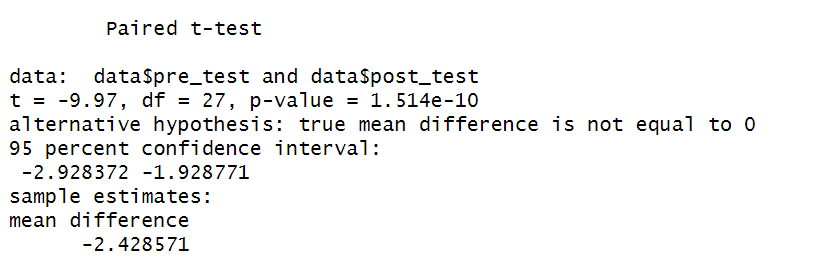 Paired t-test
data:  data$pre_test and data$post_test
t = -9.97, df = 27, p-value = 1.514e-10
alternative hypothesis: true mean difference is not equal to 0
95 percent confidence interval:
 -2.928372 -1.928771
sample estimates:
mean difference
-2.428571